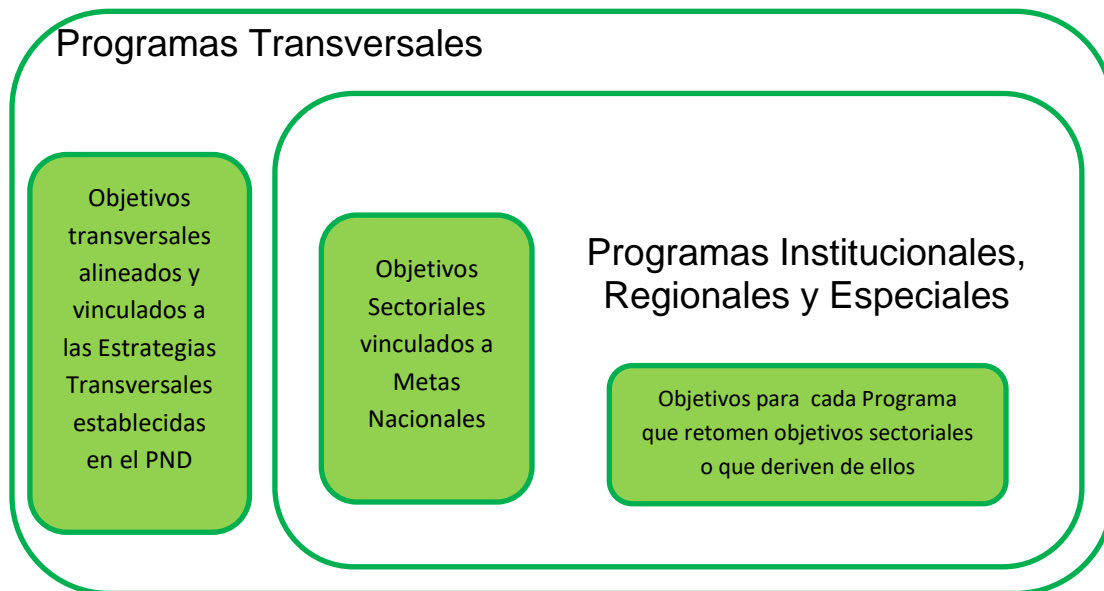 Programas Transversales
Objetivos
transversales
alineados y
vinculados a
las Estrategias
Transversales
establecidas
en el PND
Objetivos
Sectoriales
vinculados a
Metas
Nacionales
Programas Institucionales,
Regionales y Especiales
Objetivos para cada Programa
que retomen objetivos sectoriales
o que deriven de ellos